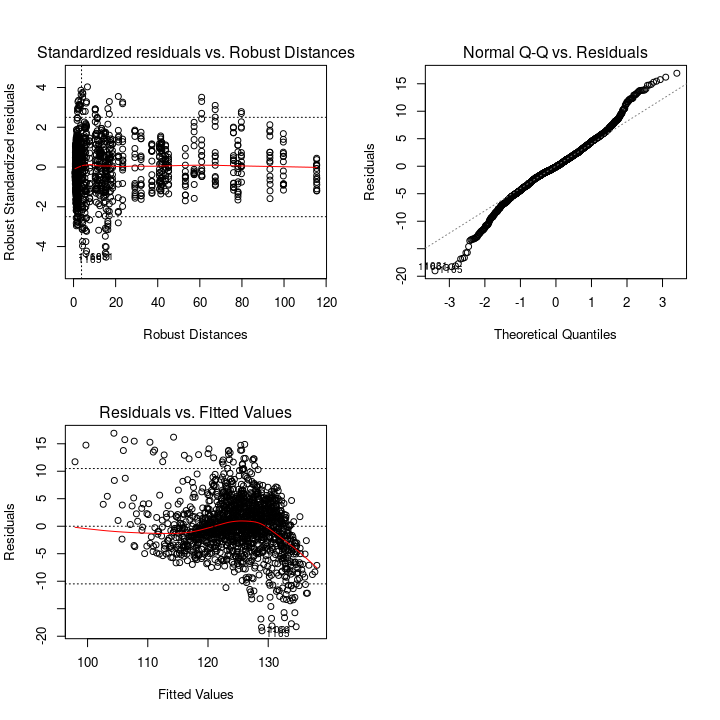 Standardized residuals vs. Robust Distances
Robust Standardized residuals
4
2
0
-2
-4
0 20 40 60 80 100 120
Robust Distances
Normal Q-Q vs. Residuals
Residuals
15
10
5
0
-5
-10
-20
-3 -2 -1 0 1 2 3
Theoretical Quantiles
Residuals vs. Fitted Values
Residuals
15
10
5
0
-5
-10
-20
100 110 120 130
Fitted Values